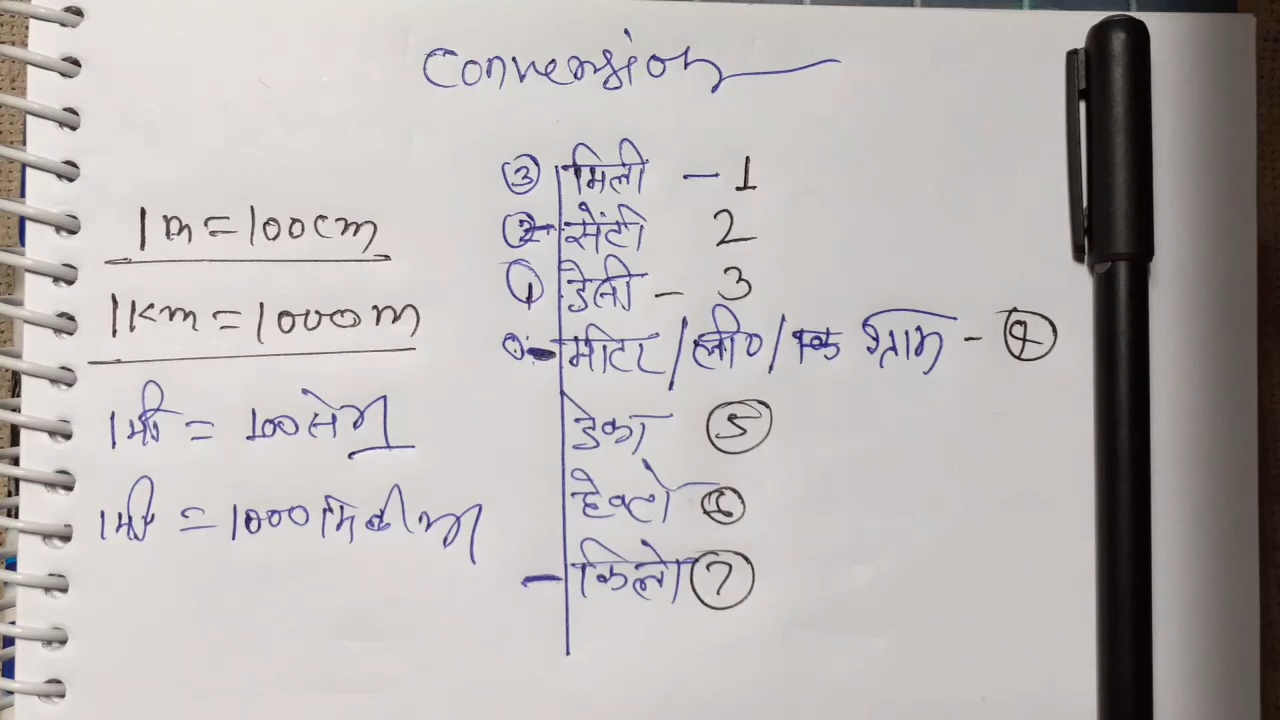 Conversion
1m = 100cm
1km = 1000m
1मी = 100सेमी
1मी = 1000मिलीमी
③ मिली - 1
② सेंटी 2
① डेसी - 3
0 - मीटर / ली० / ग्राम - ④
डेका ⑤
हेक्टो ⑥
- किलो ⑦